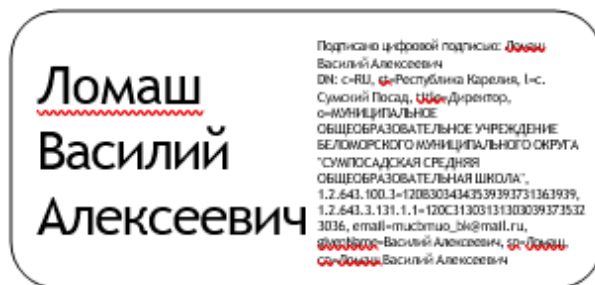 Ломаш
Василий
Алексеевич
Подписано цифровой подписью: Ломаш
Василий Алексеевич
DN: c=RU, st=Республика Карелия, l=с.
Сумский Посад, title=Директор,
o=МУНИЦИПАЛЬНОЕ
ОБЩЕОБРАЗОВАТЕЛЬНОЕ УЧРЕЖДЕНИЕ
БЕЛОМОРСКОГО МУНИЦИПАЛЬНОГО ОКРУГА
"СУМПОСАДСКАЯ СРЕДНЯЯ
ОБЩЕОБРАЗОВАТЕЛЬНАЯ ШКОЛА",
1.2.643.100.3=120B3034343539393731363939,
1.2.643.3.131.1.1=120C31303131303039373532
3036, email=mucbmuo_bk@mail.ru,
givenName=Василий Алексеевич, sn=Ломаш,
cn=Ломаш Василий Алексеевич